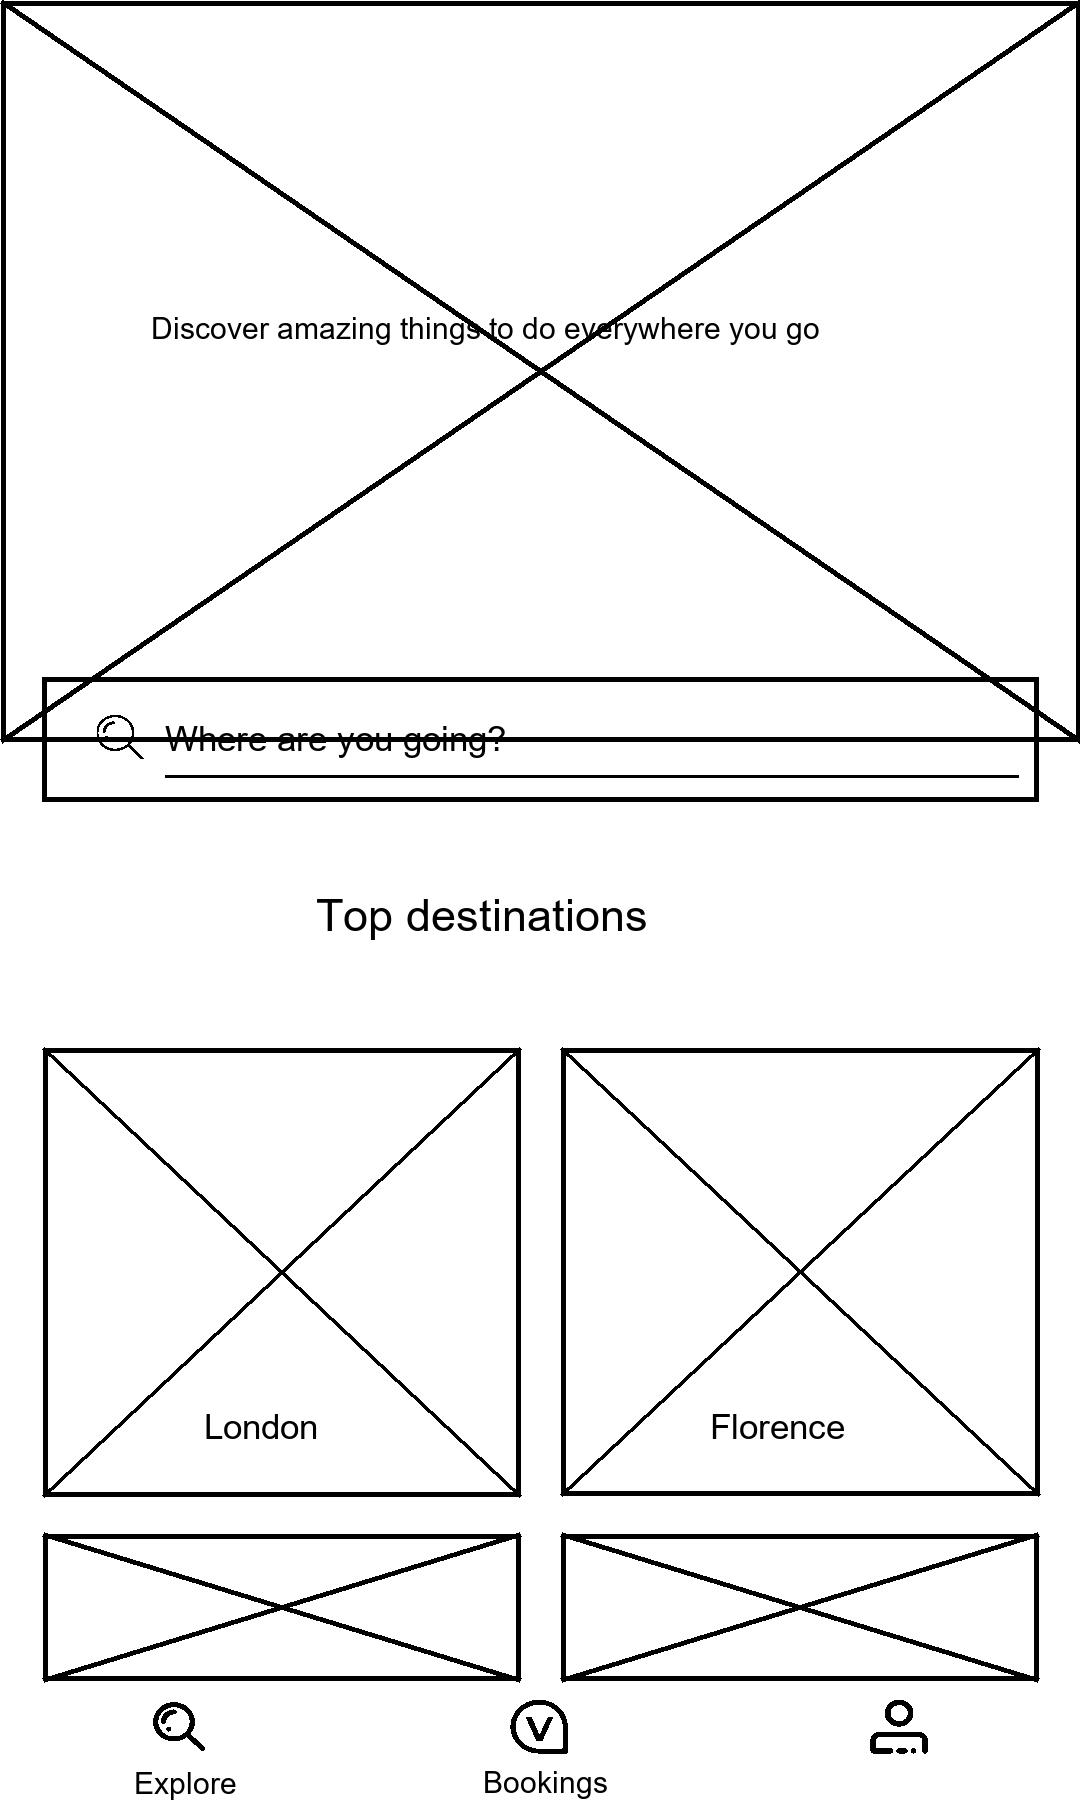 Discover amazing things to do everywhere you go
Where are you going?
Top destinations
London
Florence
Explore
Bookings